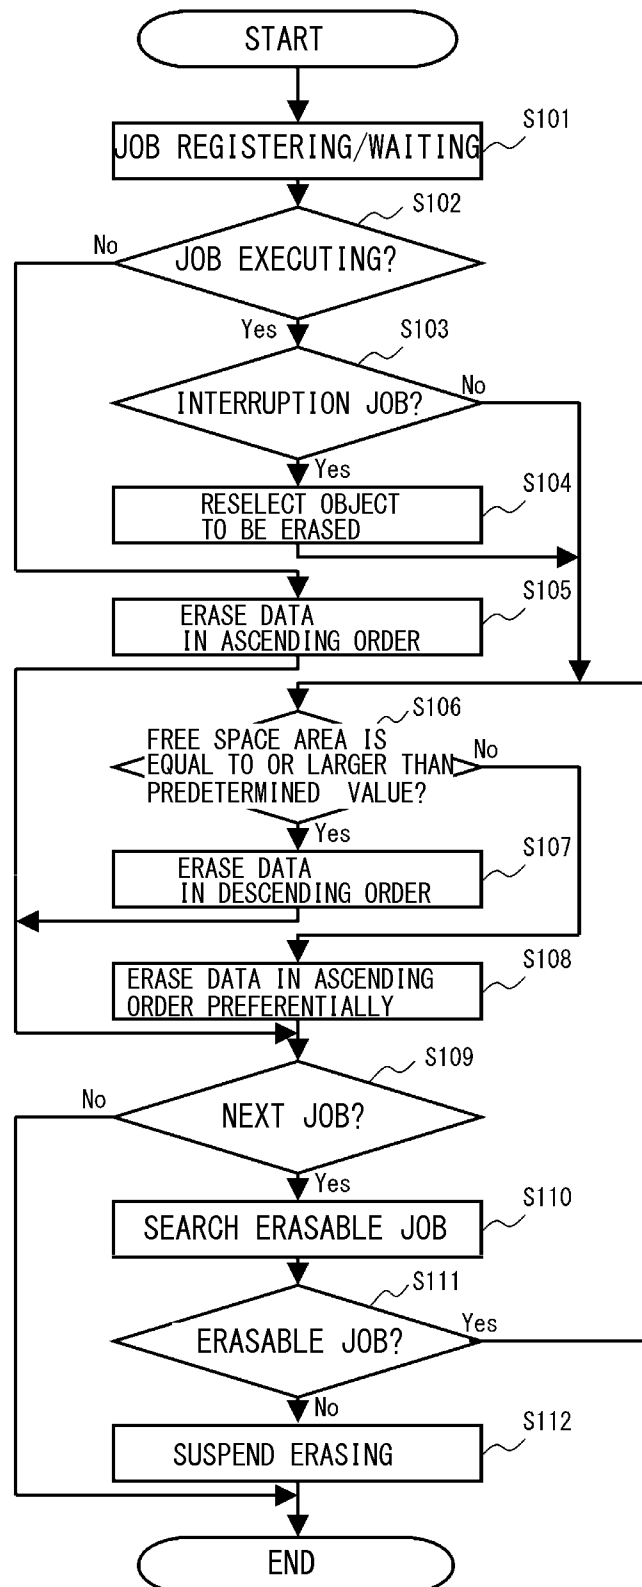 START
S101
JOB REGISTERING/WAITING
S102
No
JOB EXECUTING?
Yes
S103
No
INTERRUPTION JOB?
Yes
S104
RESELECT OBJECT
TO BE ERASED
S105
ERASE DATA
IN ASCENDING ORDER
S106
FREE SPACE AREA IS
No
EQUAL TO OR LARGER THAN
PREDETERMINED VALUE?
Yes
S107
ERASE DATA
IN DESCENDING ORDER
S108
ERASE DATA IN ASCENDING
ORDER PREFERENTIALLY
S109
No
NEXT JOB?
Yes
S110
SEARCH ERASABLE JOB
S111
Yes
ERASABLE JOB?
No
S112
SUSPEND ERASING
END